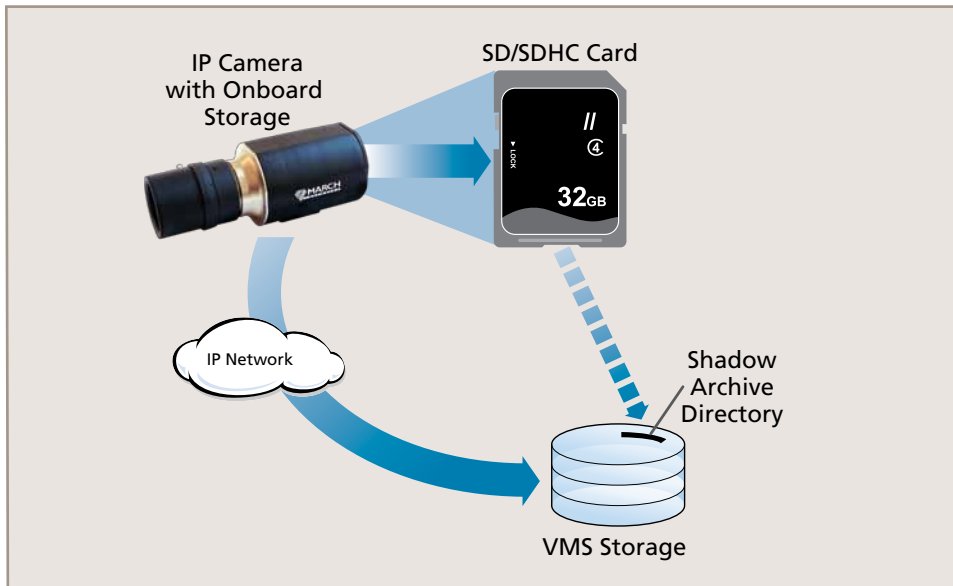 IP Camera
with Onboard
Storage
SD/SDHC Card
MARCH
LOCK
4
32GB
IP Network
Shadow
Archive
Directory
VMS Storage